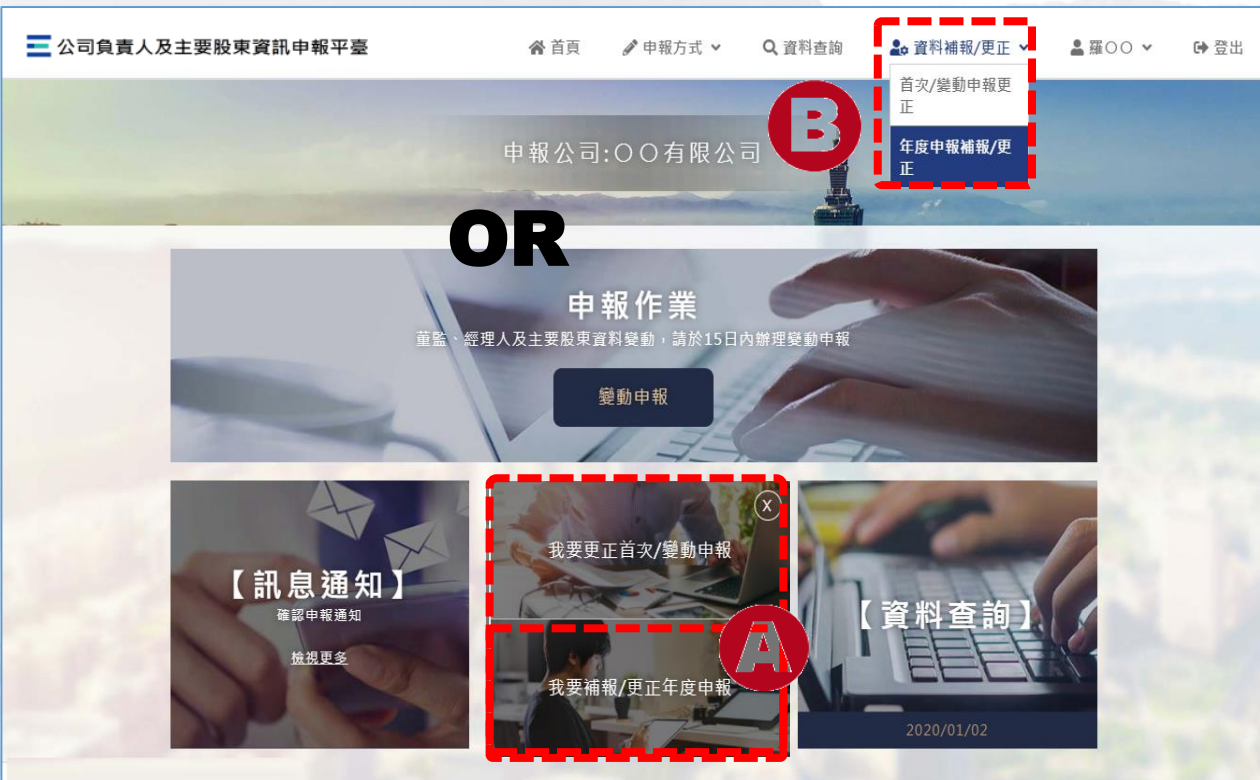 公司負責人及主要股東資訊申報平臺
首頁
申報方式
資料查詢
資料補報/更正
羅○○
登出
首次/變動申報更
正
年度申報補報/更
正
B
申報公司:○○有限公司
OR
申報作業
董監、經理人及主要股東資料變動，請於15日內辦理變動申報
變動申報
【訊息通知】
確認申報通知
檢視更多
X
我要更正首次/變動申報
A
我要補報/更正年度申報
【資料查詢】
2020/01/02